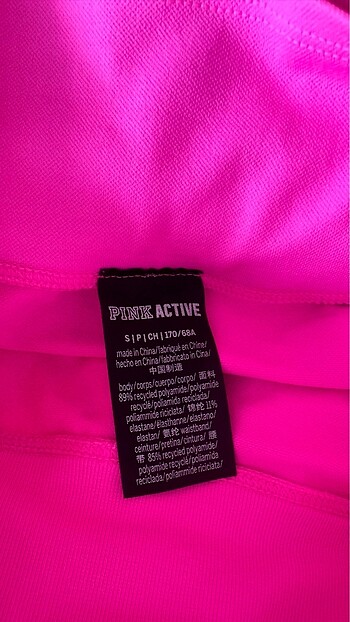 PINK ACTIVE
S|P|CH|170/68A
made in China/fabriqué en Chine/
hecho en China/fabbricato in Cina/
中国制造
body/corps/cuerpo/corpo/ 面料
89% recycled polyamide/polyamide
recyclé/poliamida reciclada/
poliammide riciclata/ 锦纶 11%
elastane/élasthanne/elastano/
elastan/ 氨纶 waistband/
ceinture/pretina/cintura/ 腰
带 85% recycled polyamide/
polyamide recyclé/poliamida
reciclada/poliammide riciclata/